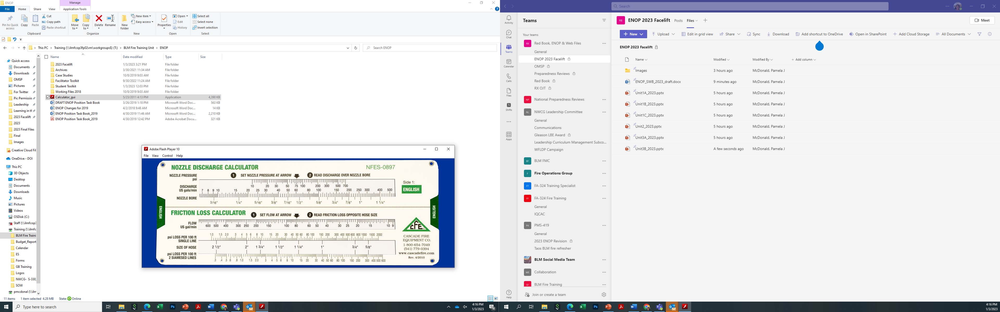 ENOP
Manage
File Home Share View Application Tools
Pin to Quick access
Copy
Paste
Cut
Copy path
Paste shortcut
Clipboard
Move to
Copy to
Delete
Rename
Organize
New folder
New item
Easy access
New
Properties
Open
Edit
History
Open
Select all
Select none
Invert selection
Select
This PC > Training (\\ilmfcop3fp02vm\workgroups$) (T:) > BLM Fire Training Unit > ENOP
Search ENOP
Quick access
Documents
Downloads
OMSP
Pictures
For Twitter
Pic Permissio
Leadership
Learning in th
2023 Facelift
2023
2023 Final Files
Final
Images
Creative Cloud Fil
OneDrive - DOI
This PC
3D Objects
Desktop
Documents
Downloads
Music
Pictures
Videos
OSDisk (C:)
Staff (\\ilmfcop3
Training (\\ilmfc
BLM Fire Traini
Budget_Report
Calendar
ES
Forms
GB Training
Logos
NWCG- S-330_
SOW
pmcdonal (\\ilm
Name Date modified Type Size
2023 Facelift 1/3/2023 3:21 PM File folder
Archives 3/30/2021 11:34 AM File folder
Case Studies 10/8/2019 9:03 AM File folder
Facilitator Toolkit 9/30/2022 11:24 AM File folder
Student Toolkit 1/3/2023 12:03 PM File folder
Working Files 2018 10/8/2019 9:03 AM File folder
Calculator_gui 5/23/2011 4:13 PM Application 4,390 KB
DRAFT ENOP Position Task Book 3/26/2019 1:18 PM Microsoft Word Doc... 563 KB
ENOP Changes for 2019 4/2/2018 9:48 AM Microsoft Word Doc... 14 KB
ENOP Position Task Book_2019 4/30/2019 11:46 AM Microsoft Word Doc... 2,210 KB
ENOP Position Task Book_2019 4/30/2019 12:42 PM Adobe Acrobat Docu... 321 KB
Adobe Flash Player 10
File View Control Help
NOZZLE DISCHARGE CALCULATOR NFES-0897
NOZZLE PRESSURE psi
1 SET NOZZLE PRESSURE AT ARROW 2 READ DISCHARGE OVER NOZZLE BORE
10 20 30 50 75 100 200 300 500 700
DISCHARGE US gals/min
7 8 9 10 15 20 25 30 40 50 60 80 100 150 200 250 300 400 500
NOZZLE BORE
3/16" 1/4" 5/16" 3/8" 7/16" 1/2" 5/8" 3/4" 7/8" 1" 1 1/4"
Side 1:
ENGLISH
ENGLISH
ENGLISH
FRICTION LOSS CALCULATOR 1 SET FLOW AT ARROW 2 READ FRICTION LOSS OPPOSITE HOSE SIZE
FLOW US gal/min
600 500 400 300 250 200 150 100 80 60 50 40 30 25 20 15 10 9
psi LOSS PER 100 ft SINGLE LINE
1.0 1.5 2.0 3 4 5 6 8 10 15 20 30 40 50 60 80 100 150 200 300 400 500 600 800 1000 1500 2000
SIZE OF HOSE
2 1/2" 2" 1 3/4" 1 1/2" 1 1/4" 1" 3/4" 5/8"
psi LOSS PER 100 ft 2 SIAMESED LINES
.3 .4 .5 .6 .8 1.0 1.5 2.0 3 4 5 6 8 10 15 20 30 40 50 60 80 100 150 200 300 400 500 600
CFE
CASCADE FIRE
EQUIPMENT CO.
1-800-654-7049
(541) 779-0394
www.cascadefire.com
Rev. 4/2010
11 items 1 item selected 4.28 MB State: Online
Type here to search
4:16 PM
1/3/2023
18
Search
Activity
Chat
Teams
Calendar
Calls
Files
Shifts
Apps
Help
Teams
Your teams
RB Red Book, ENOP & Web Files
General
ENOP 2023 Facelift
OMSP
Preparedness Reviews
Red Book
RX OJT
NP National Preparedness Reviews
NL NWCG Leadership Committee
General
Communications
Gleason LBE Award
Leadership Curriculum Management Subco...
WFLDP Campaign
BF BLM FMC
F Fire Operations Group
FT FA-324 Training Specialist
FF FA-324 Fire Training
General
IQCAC
P4 PMS-419
General
2023 ENOP Revision
Taos BLM fire refresher
BLM Social Media Team
WE Collaboration
BLM Fire Training
Join or create a team
RB ENOP 2023 Facelift Posts Files
Meet
New Upload Edit in grid view Share Sync Download Add shortcut to OneDrive Open in SharePoint Add Cloud Storage All Documents
ENOP 2023 Facelift
Name Modified Modified By Add column
Images 3 hours ago McDonald, Pamela J
ENOP_SWB_2023_draft.docx 9 minutes ago McDonald, Pamela J
Unit1A_2023.pptx 5 hours ago McDonald, Pamela J
Unit1B_2023.pptx 5 hours ago McDonald, Pamela J
Unit1C_2023.pptx 5 hours ago McDonald, Pamela J
Unit2_2023.pptx 5 hours ago McDonald, Pamela J
Unit3A_2023.pptx 5 hours ago McDonald, Pamela J
Unit3B_2023.pptx A few seconds ago McDonald, Pamela J
4:16 PM
1/3/2023